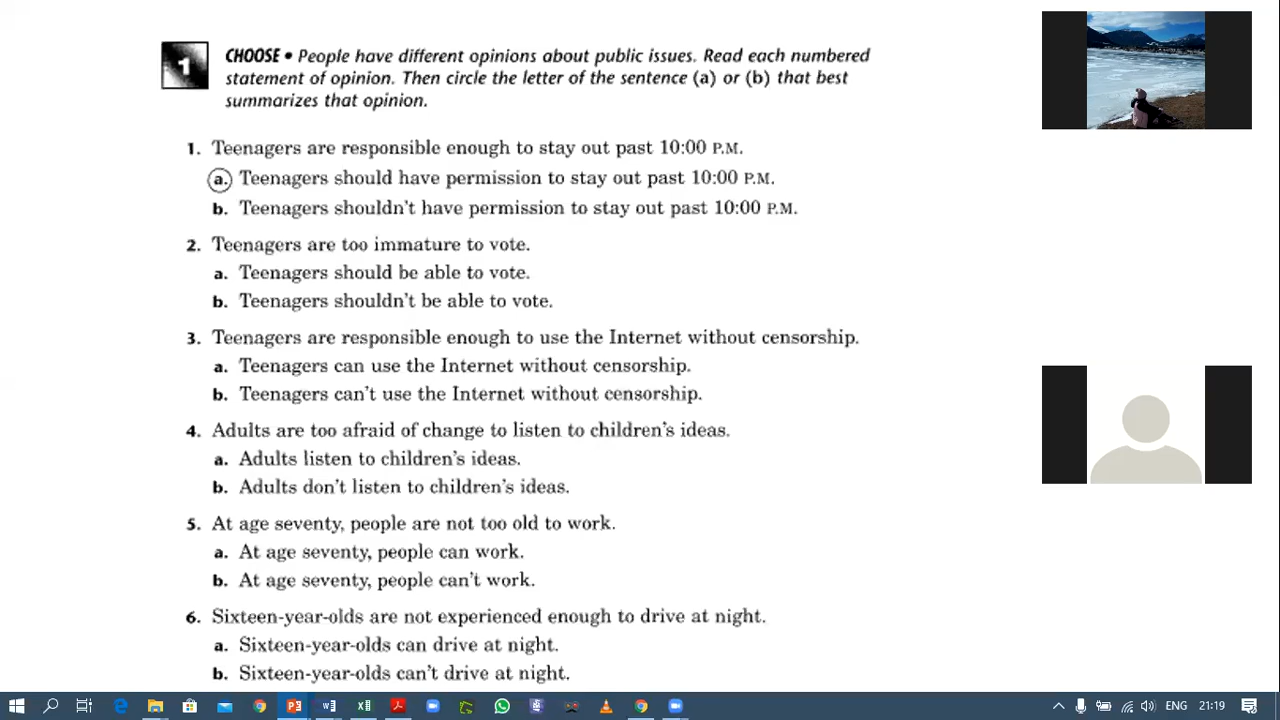 1
CHOOSE • People have different opinions about public issues. Read each numbered
statement of opinion. Then circle the letter of the sentence (a) or (b) that best
summarizes that opinion.
1. Teenagers are responsible enough to stay out past 10:00 P.M.
a. Teenagers should have permission to stay out past 10:00 P.M.
b. Teenagers shouldn't have permission to stay out past 10:00 P.M.
2. Teenagers are too immature to vote.
a. Teenagers should be able to vote.
b. Teenagers shouldn't be able to vote.
3. Teenagers are responsible enough to use the Internet without censorship.
a. Teenagers can use the Internet without censorship.
b. Teenagers can't use the Internet without censorship.
4. Adults are too afraid of change to listen to children's ideas.
a. Adults listen to children's ideas.
b. Adults don't listen to children's ideas.
5. At age seventy, people are not too old to work.
a. At age seventy, people can work.
b. At age seventy, people can't work.
6. Sixteen-year-olds are not experienced enough to drive at night.
a. Sixteen-year-olds can drive at night.
b. Sixteen-year-olds can't drive at night.
ENG 21:19